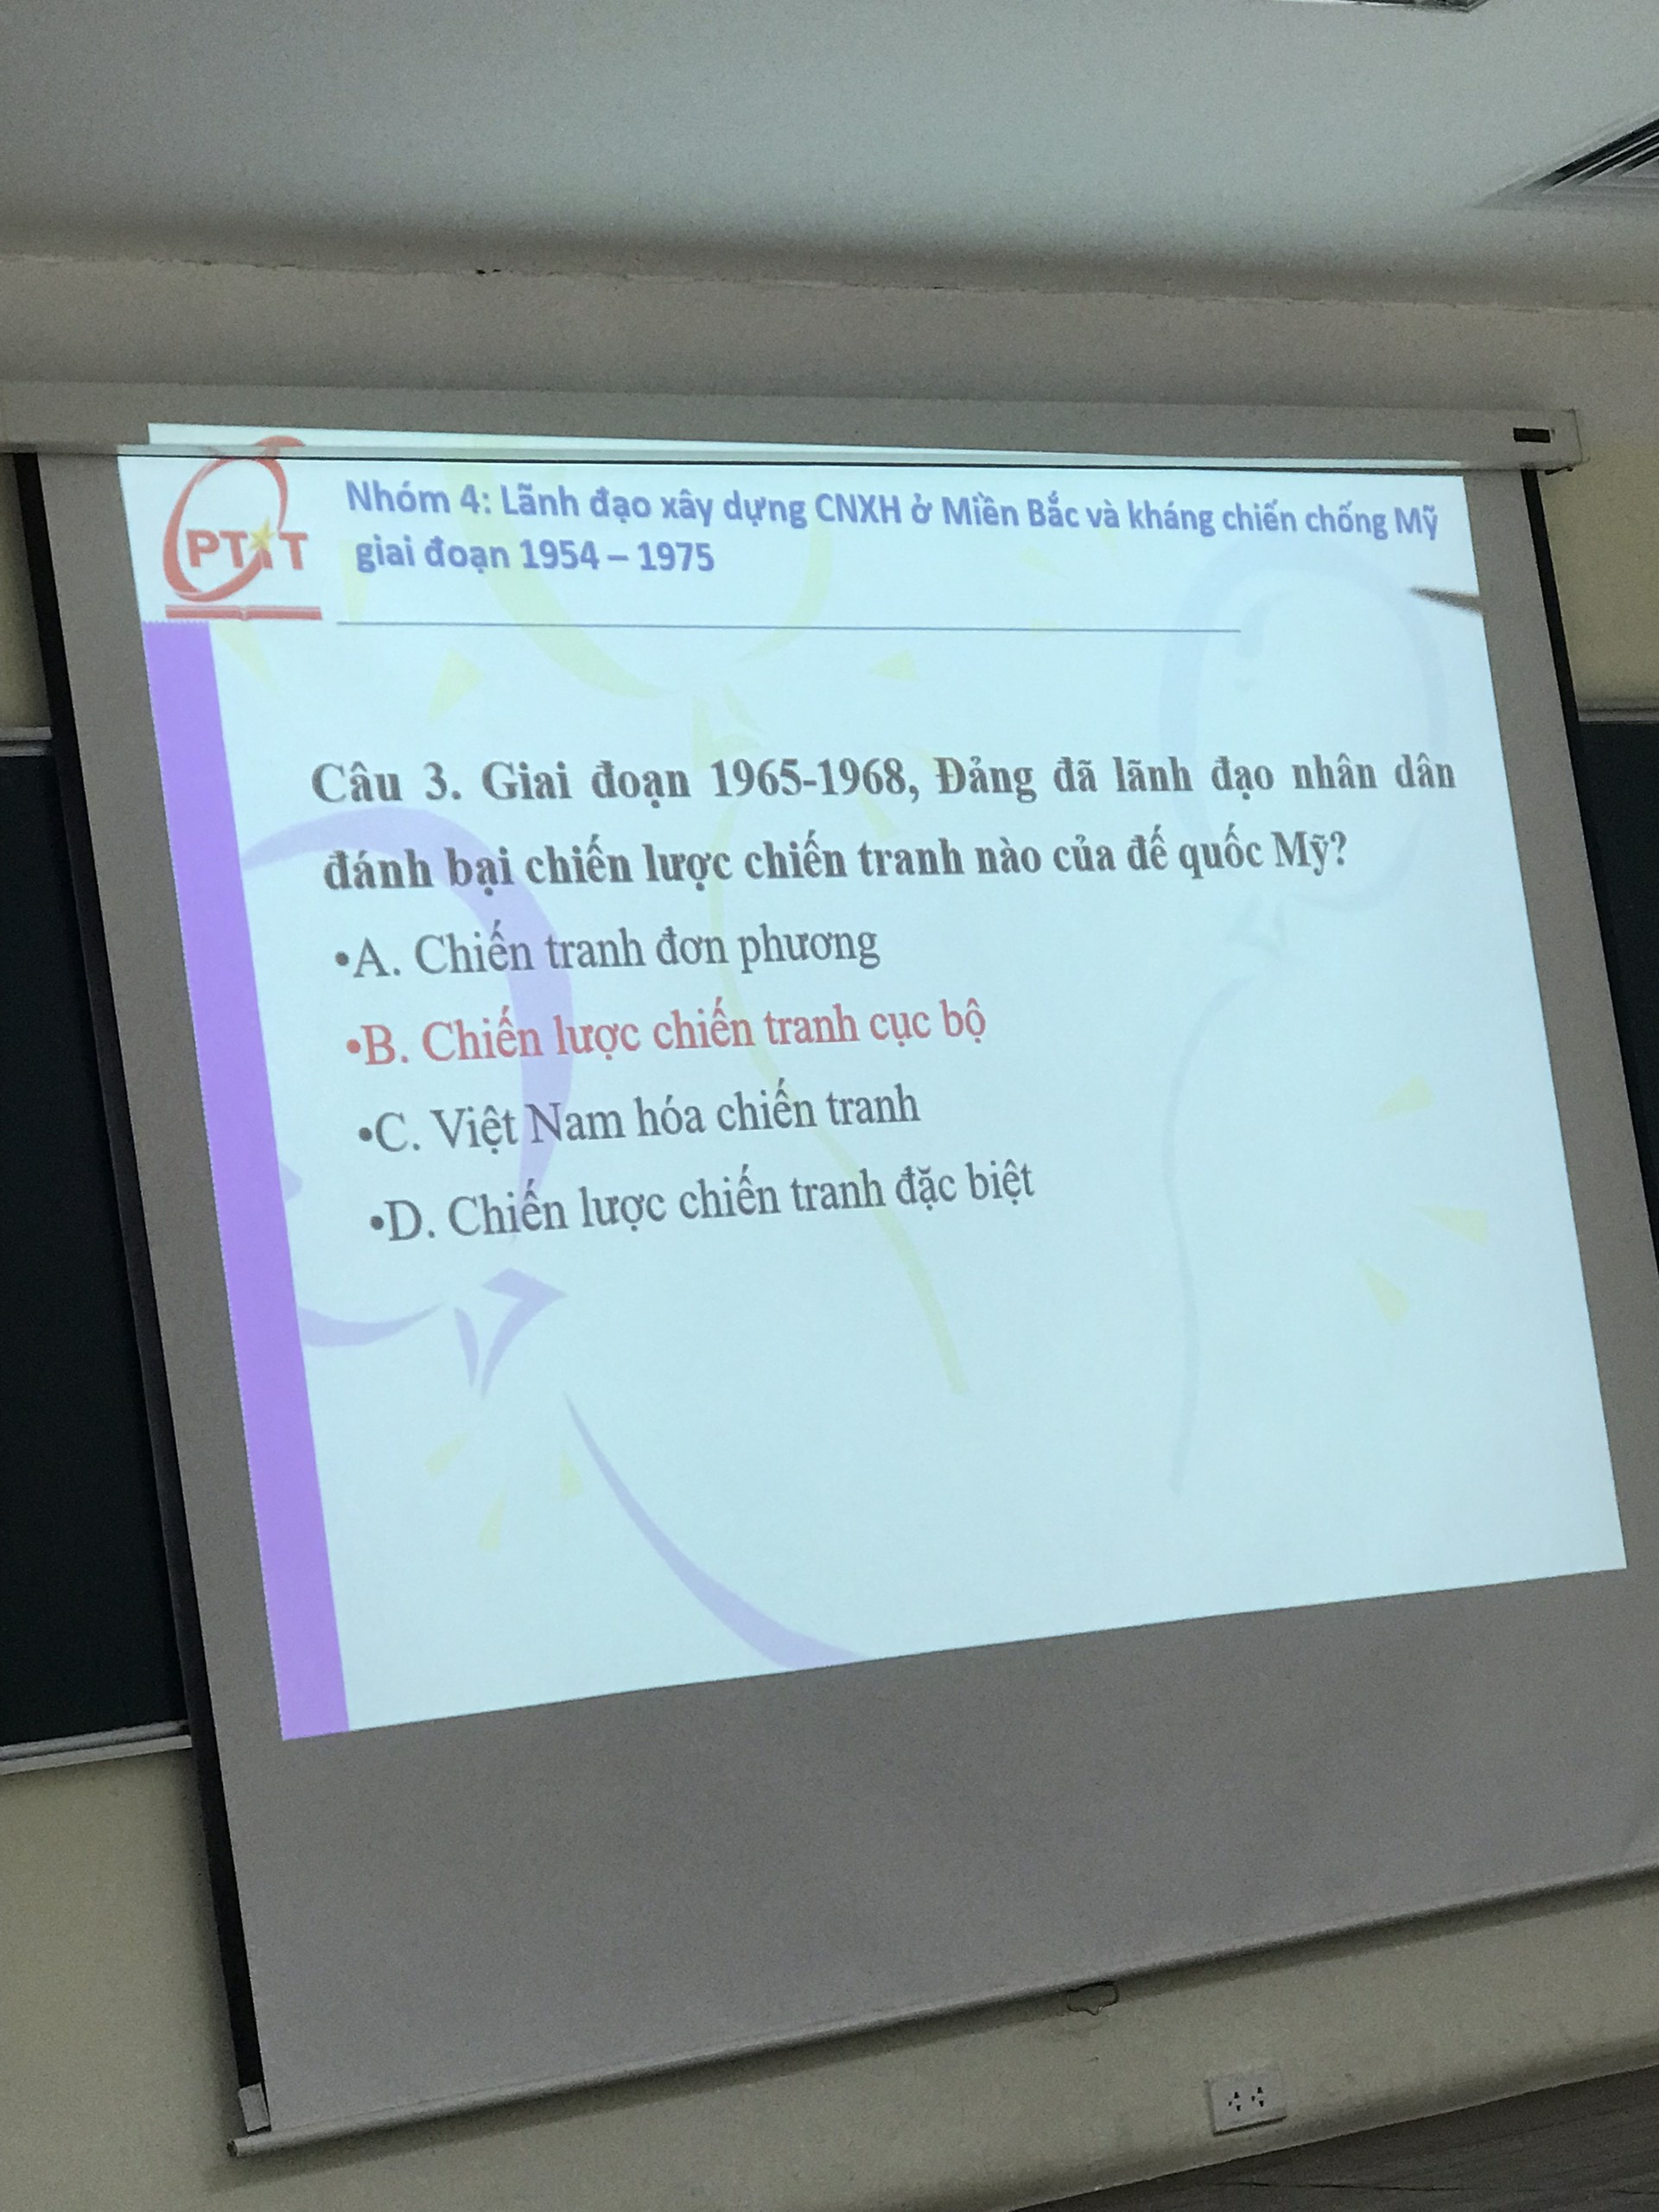 PTIT
Nhóm 4: Lãnh đạo xây dựng CNXH ở Miền Bắc và kháng chiến chống Mỹ
giai đoạn 1954 – 1975
Câu 3. Giai đoạn 1965-1968, Đảng đã lãnh đạo nhân dân
đánh bại chiến lược chiến tranh nào của đế quốc Mỹ?
•A. Chiến tranh đơn phương
•B. Chiến lược chiến tranh cục bộ
•C. Việt Nam hóa chiến tranh
•D. Chiến lược chiến tranh đặc biệt